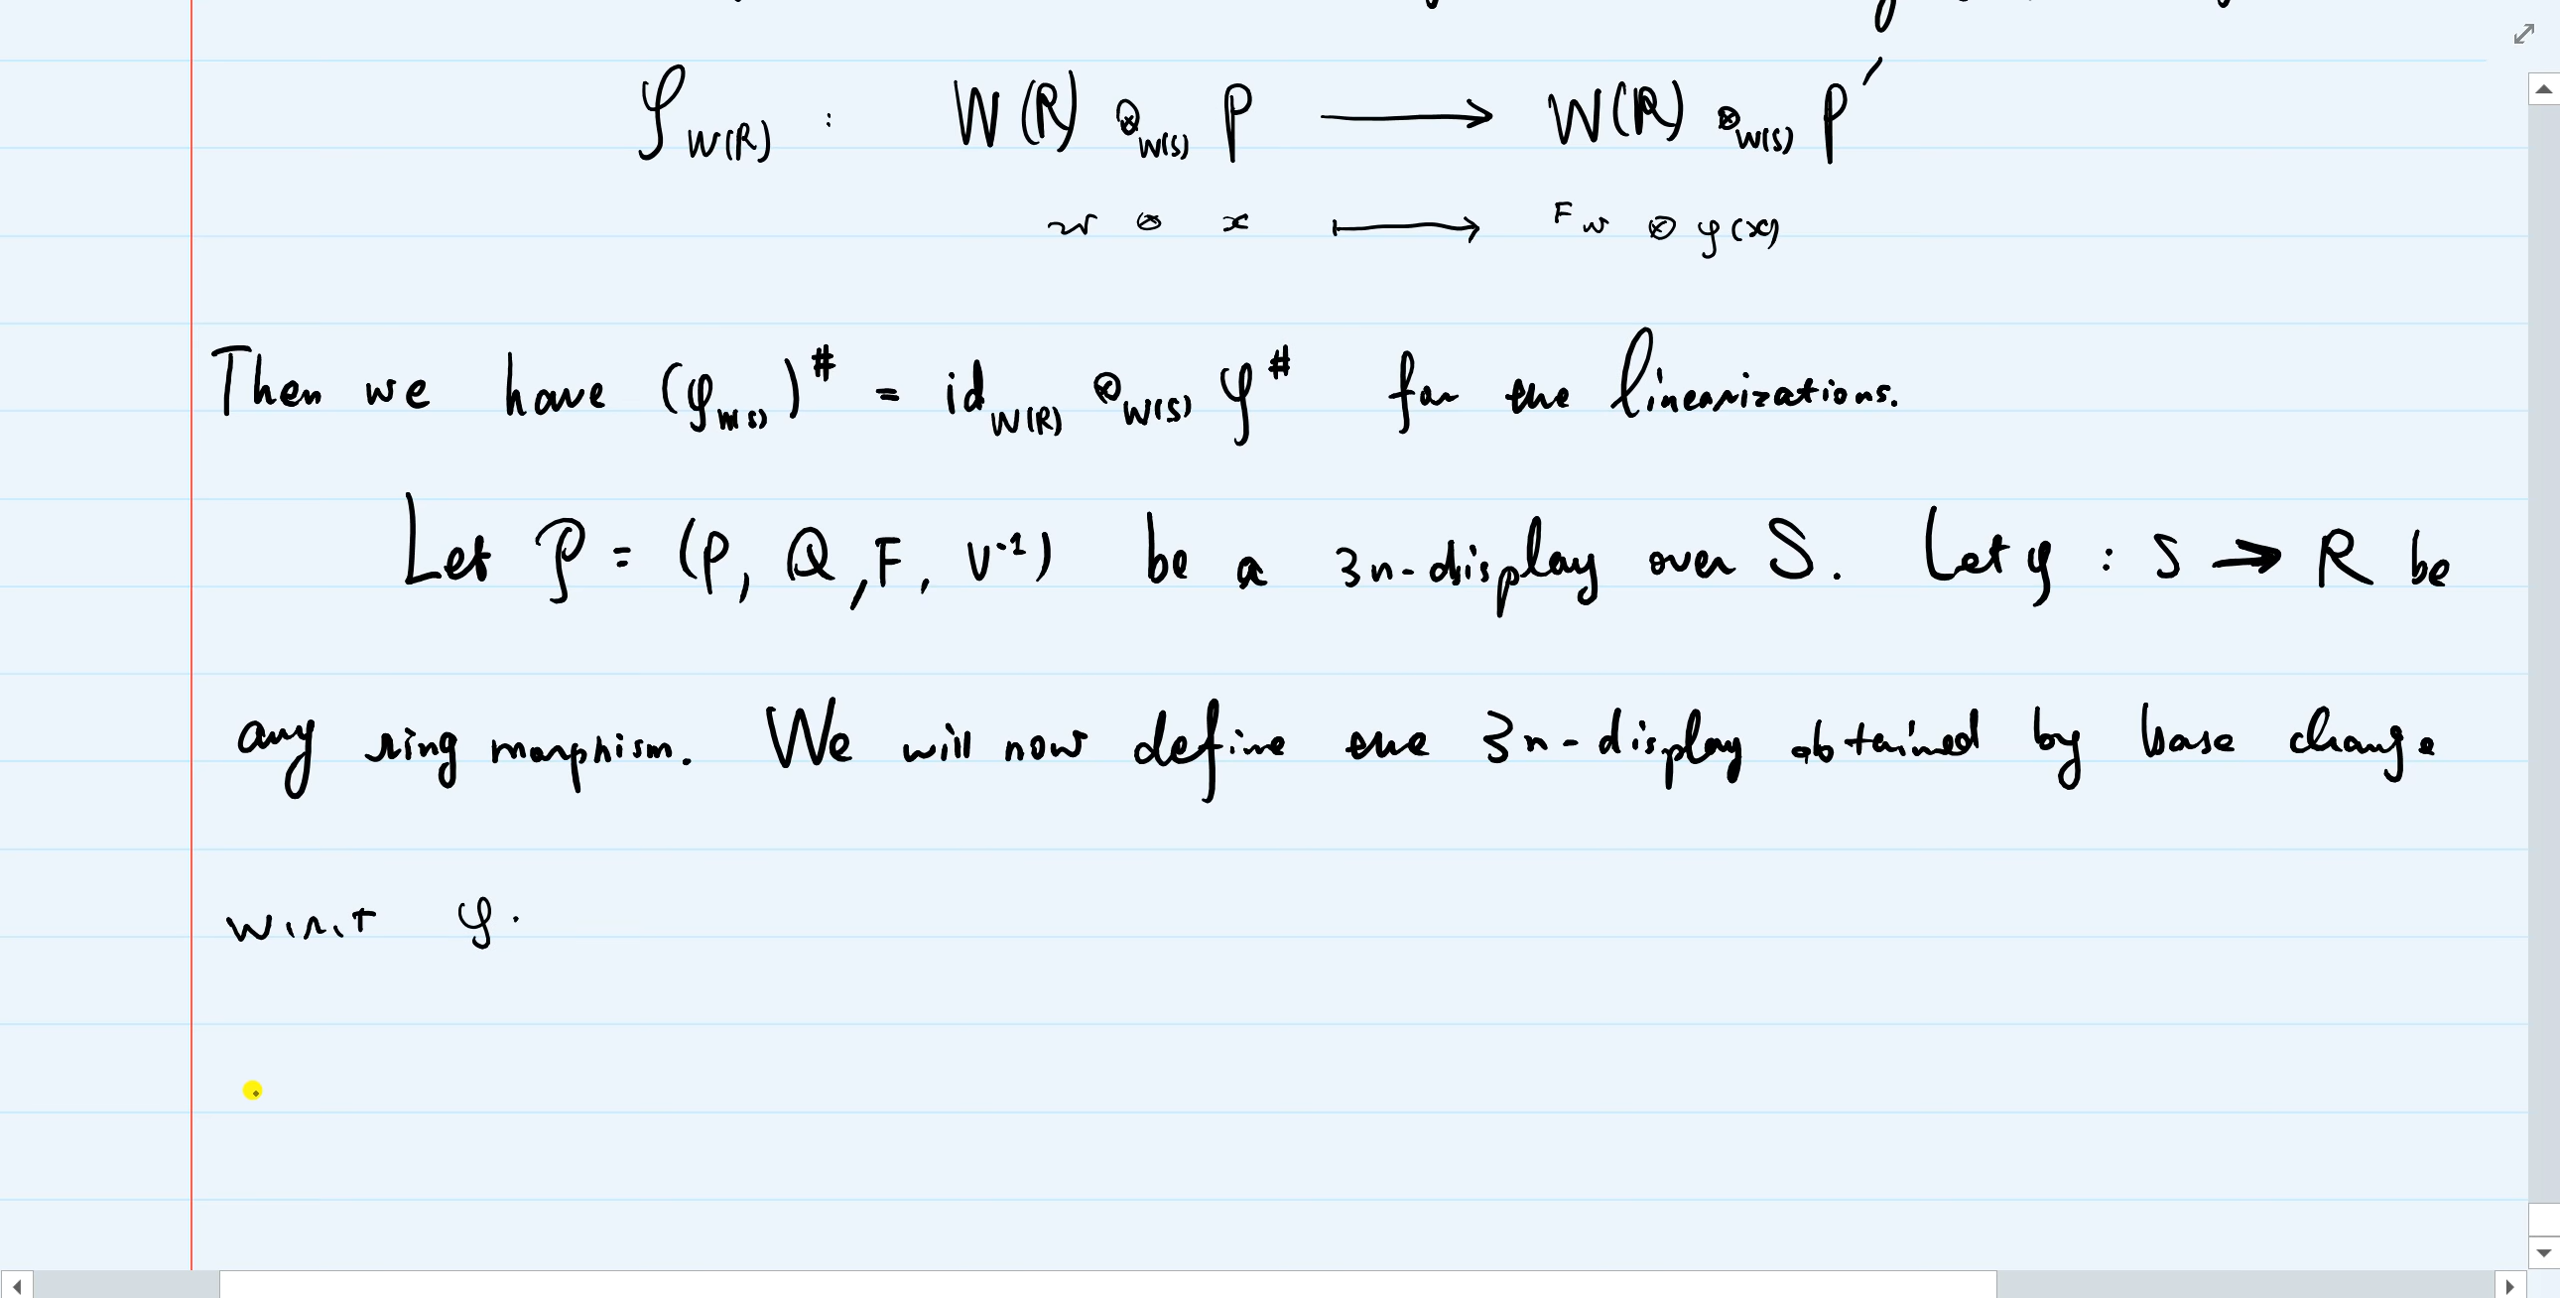 φ_{W(R)} : W(R) ⊗_{W(S)} P ⟶ W(R) ⊗_{W(S)} P′
w ⊗ x ⟼ ^F w ⊗ φ(x)
Then we have (φ_{W(S)})^# = id_{W(R)} ⊗_{W(S)} φ^# for the linearizations.
Let 𝒫 = (P, Q, F, V^{-1}) be a 3n-display over S. Let φ : S → R be
any ring morphism. We will now define the 3n-display obtained by base change
w.r.t φ.